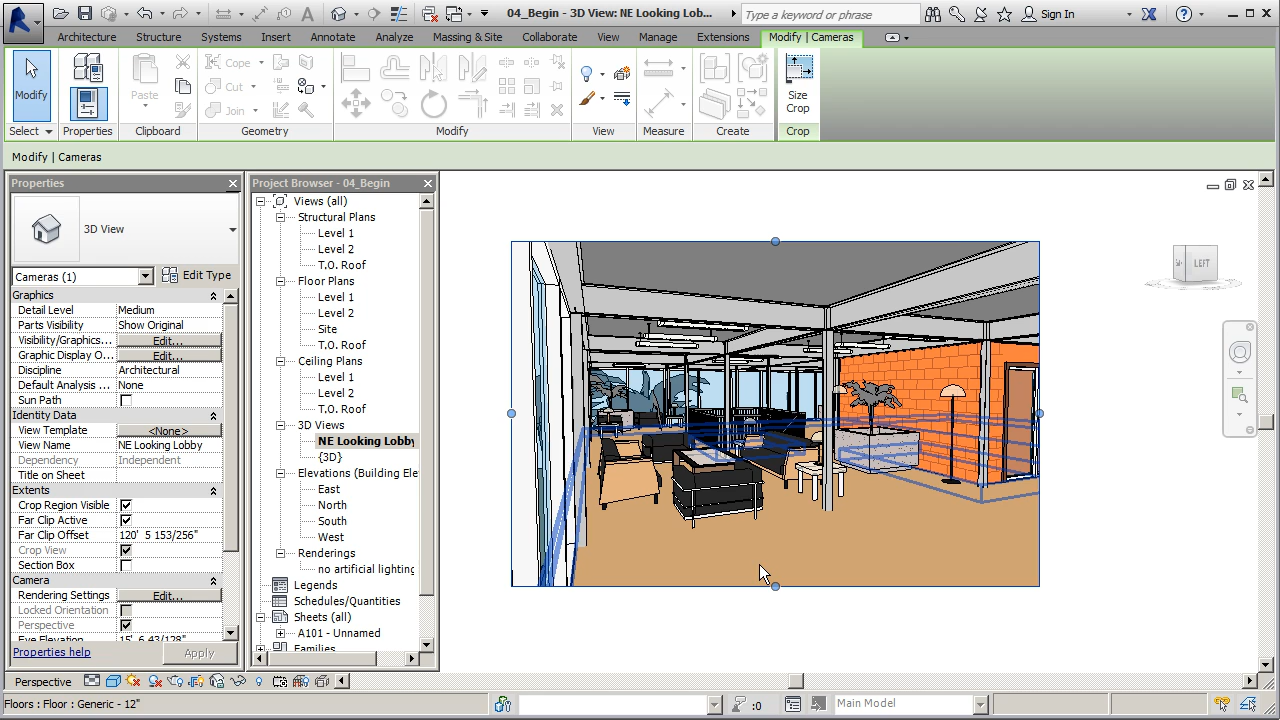 04_Begin - 3D View: NE Looking Lob...
Type a keyword or phrase
Sign In
Architecture
Structure
Systems
Insert
Annotate
Analyze
Massing & Site
Collaborate
View
Manage
Extensions
Modify | Cameras
Modify
Paste
Cope
Cut
Join
Size
Crop
Select
Properties
Clipboard
Geometry
Modify
View
Measure
Create
Crop
Modify | Cameras
Properties
3D View
Cameras (1)
Edit Type
Graphics
Detail Level Medium
Parts Visibility Show Original
Visibility/Graphic... Edit...
Graphic Display O... Edit...
Discipline Architectural
Default Analysis ... None
Sun Path
Identity Data
View Template
View Name NE Looking Lobby
Dependency Independent
Title on Sheet
Extents
Crop Region Visible
Far Clip Active
Far Clip Offset 120' 5 153/256"
Crop View
Section Box
Camera
Rendering Settings Edit...
Locked Orientation
Perspective
Eye Elevation 15' 6 43/128"
Properties help
Apply
Project Browser - 04_Begin
Views (all)
Structural Plans
Level 1
Level 2
T.O. Roof
Floor Plans
Level 1
Level 2
Site
T.O. Roof
Ceiling Plans
Level 1
Level 2
T.O. Roof
3D Views
NE Looking Lobby
{3D}
Elevations (Building Ele
East
North
South
West
Renderings
no artificial lighting
Legends
Schedules/Quantities
Sheets (all)
A101 - Unnamed
Families
LEFT
Perspective
Floors : Floor : Generic - 12"
:0
Main Model